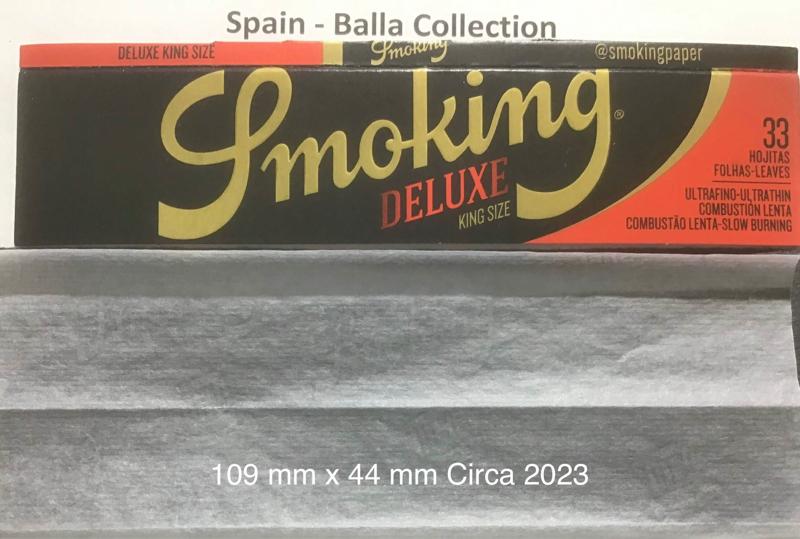 Spain - Balla Collection
DELUXE KING SIZE
Smoking
@smokingpaper
Smoking®
DELUXE
KING SIZE
33
HOJITAS
FOLHAS-LEAVES
ULTRAFINO-ULTRATHIN
COMBUSTIÓN LENTA
COMBUSTÃO LENTA-SLOW BURNING
109 mm x 44 mm Circa 2023